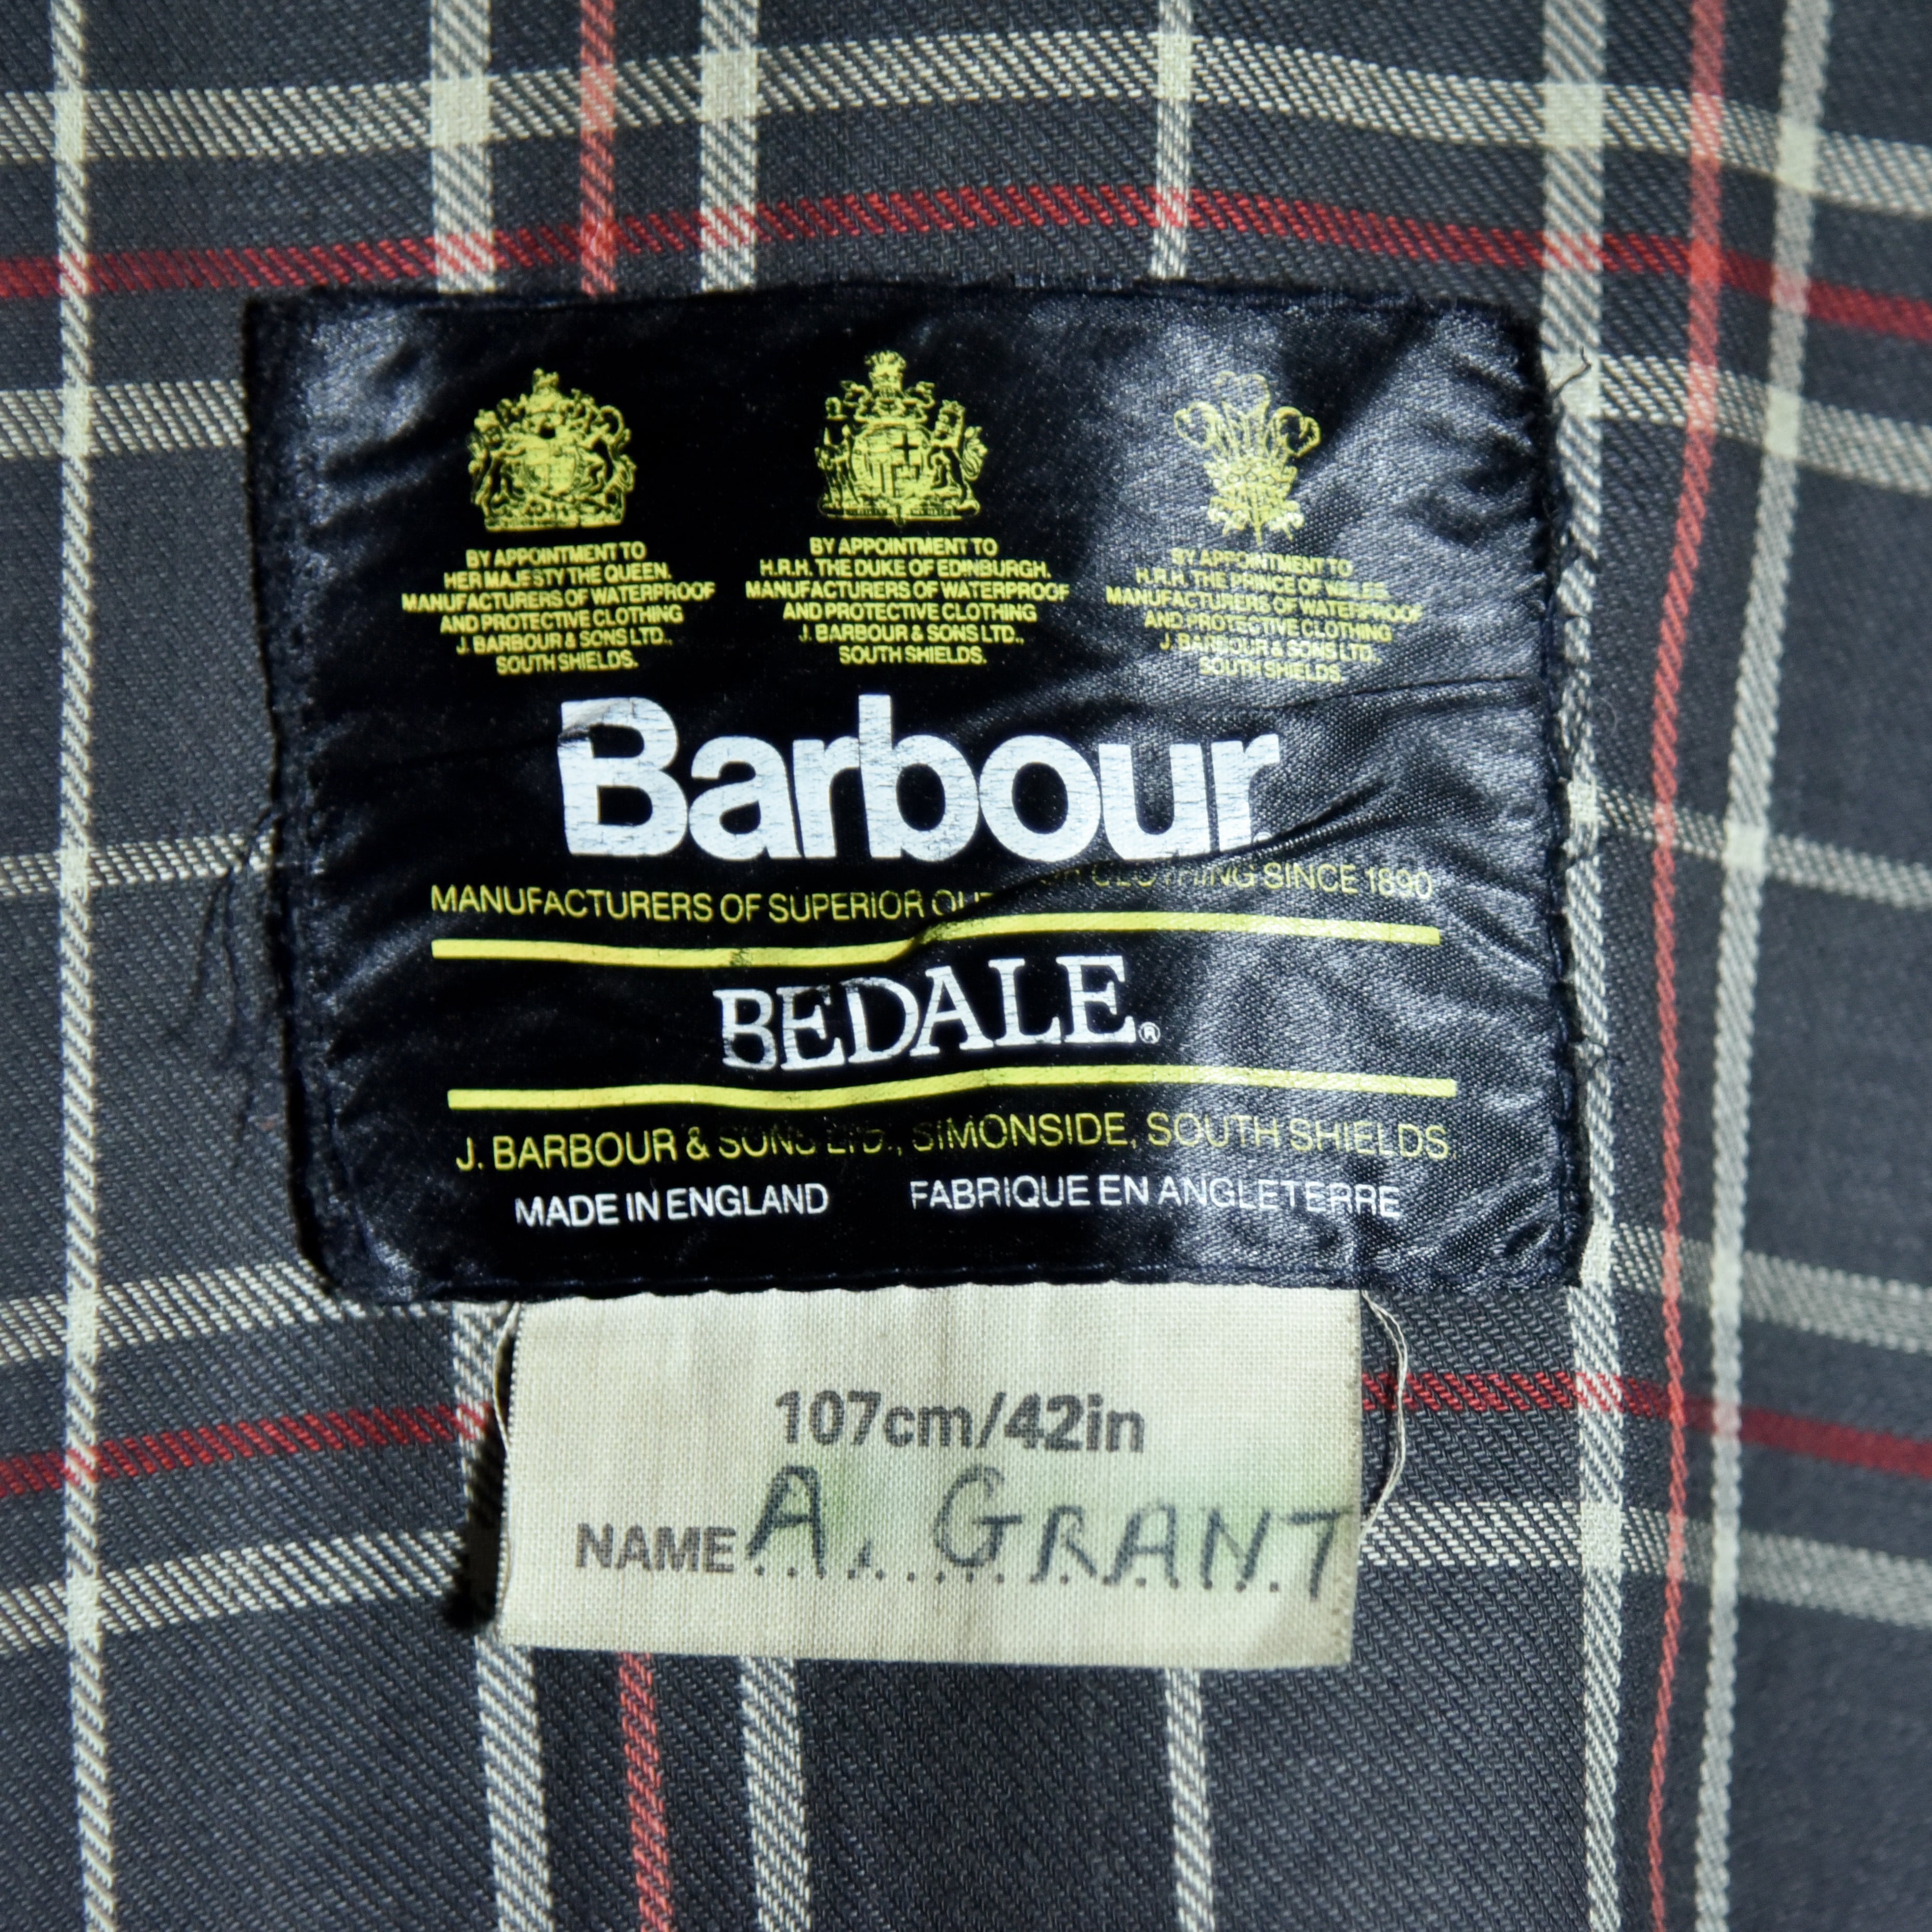 BY APPOINTMENT TO
HER MAJESTY THE QUEEN.
MANUFACTURERS OF WATERPROOF
AND PROTECTIVE CLOTHING
J. BARBOUR & SONS LTD.,
SOUTH SHIELDS.
BY APPOINTMENT TO
H.R.H. THE DUKE OF EDINBURGH.
MANUFACTURERS OF WATERPROOF
AND PROTECTIVE CLOTHING
J. BARBOUR & SONS LTD.,
SOUTH SHIELDS.
BY APPOINTMENT TO
H.R.H. THE PRINCE OF WALES.
MANUFACTURERS OF WATERPROOF
AND PROTECTIVE CLOTHING
J. BARBOUR & SONS LTD.,
SOUTH SHIELDS.
Barbour
MANUFACTURERS OF SUPERIOR CLOTHING SINCE 1890
BEDALE®
J. BARBOUR & SONS LTD., SIMONSIDE, SOUTH SHIELDS
MADE IN ENGLAND FABRIQUE EN ANGLETERRE
107cm/42in
NAME A. GRANT